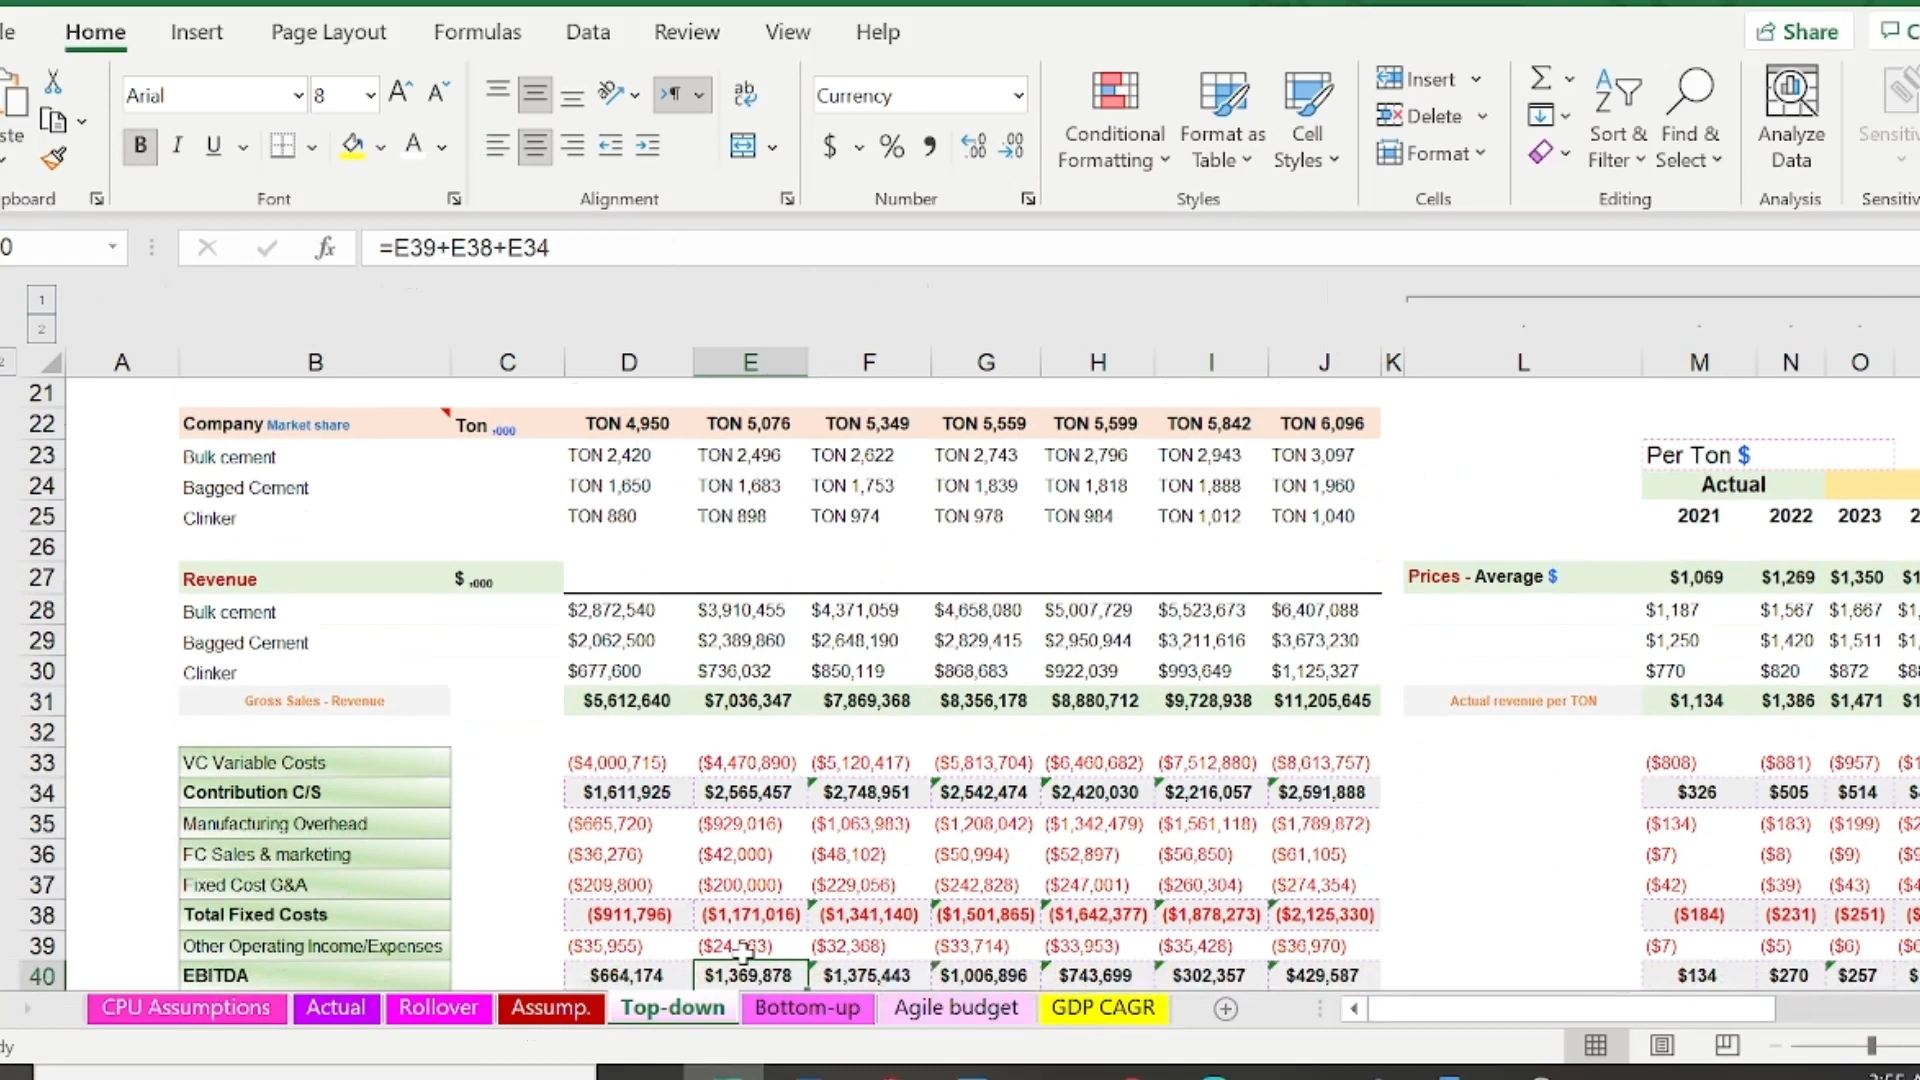 Home Insert Page Layout Formulas Data Review View Help Share
Arial 8 Currency Insert
Delete
Conditional Formatting Format as Table Cell Styles Format Sort & Filter Find & Select Analyze Data
B I U $ %
Font Alignment Number Styles Cells Editing Analysis
fx =E39+E38+E34
1
2
A B C D E F G H I J K L M N O
21
22 Company Market share Ton ,000 TON 4,950 TON 5,076 TON 5,349 TON 5,559 TON 5,599 TON 5,842 TON 6,096
23 Bulk cement TON 2,420 TON 2,496 TON 2,622 TON 2,743 TON 2,796 TON 2,943 TON 3,097 Per Ton $
24 Bagged Cement TON 1,650 TON 1,683 TON 1,753 TON 1,839 TON 1,818 TON 1,888 TON 1,960 Actual
25 Clinker TON 880 TON 898 TON 974 TON 978 TON 984 TON 1,012 TON 1,040 2021 2022 2023
26
27 Revenue $ ,000 Prices - Average $ $1,069 $1,269 $1,350
28 Bulk cement $2,872,540 $3,910,455 $4,371,059 $4,658,080 $5,007,729 $5,523,673 $6,407,088 $1,187 $1,567 $1,667
29 Bagged Cement $2,062,500 $2,389,860 $2,648,190 $2,829,415 $2,950,944 $3,211,616 $3,673,230 $1,250 $1,420 $1,511
30 Clinker $677,600 $736,032 $850,119 $868,683 $922,039 $993,649 $1,125,327 $770 $820 $872
31 Gross Sales - Revenue $5,612,640 $7,036,347 $7,869,368 $8,356,178 $8,880,712 $9,728,938 $11,205,645 Actual revenue per TON $1,134 $1,386 $1,471
32
33 VC Variable Costs ($4,000,715) ($4,470,890) ($5,120,417) ($5,813,704) ($6,460,682) ($7,512,880) ($8,613,757) ($808) ($881) ($957)
34 Contribution C/S $1,611,925 $2,565,457 $2,748,951 $2,542,474 $2,420,030 $2,216,057 $2,591,888 $326 $505 $514
35 Manufacturing Overhead ($665,720) ($929,016) ($1,063,983) ($1,208,042) ($1,342,479) ($1,561,118) ($1,789,872) ($134) ($183) ($199)
36 FC Sales & marketing ($36,276) ($42,000) ($48,102) ($50,994) ($52,897) ($56,850) ($61,105) ($7) ($8) ($9)
37 Fixed Cost G&A ($209,800) ($200,000) ($229,056) ($242,828) ($247,001) ($260,304) ($274,354) ($42) ($39) ($43)
38 Total Fixed Costs ($911,796) ($1,171,016) ($1,341,140) ($1,501,865) ($1,642,377) ($1,878,273) ($2,125,330) ($184) ($231) ($251)
39 Other Operating Income/Expenses ($35,955) ($32,368) ($33,714) ($33,953) ($35,428) ($36,970) ($7) ($5) ($6)
40 EBITDA $664,174 $1,369,878 $1,375,443 $1,006,896 $743,699 $302,357 $429,587 $134 $270 $257
CPU Assumptions Actual Rollover Assump. Top-down Bottom-up Agile budget GDP CAGR